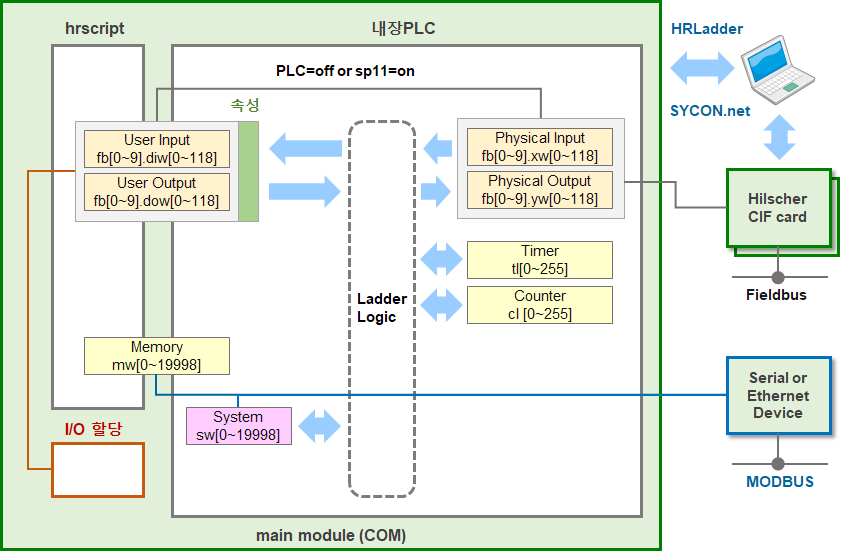 hrscript
내장PLC
HRLadder
PLC=off or sp11=on
속성
SYCON.net
User Input
fb[0~9].diw[0~118]
User Output
fb[0~9].dow[0~118]
Physical Input
fb[0~9].xw[0~118]
Physical Output
fb[0~9].yw[0~118]
Hilscher
CIF card
Timer
tl[0~255]
Counter
cl [0~255]
Ladder
Logic
Fieldbus
Memory
mw[0~19998]
System
sw[0~19998]
Serial or
Ethernet
Device
I/O 할당
MODBUS
main module (COM)